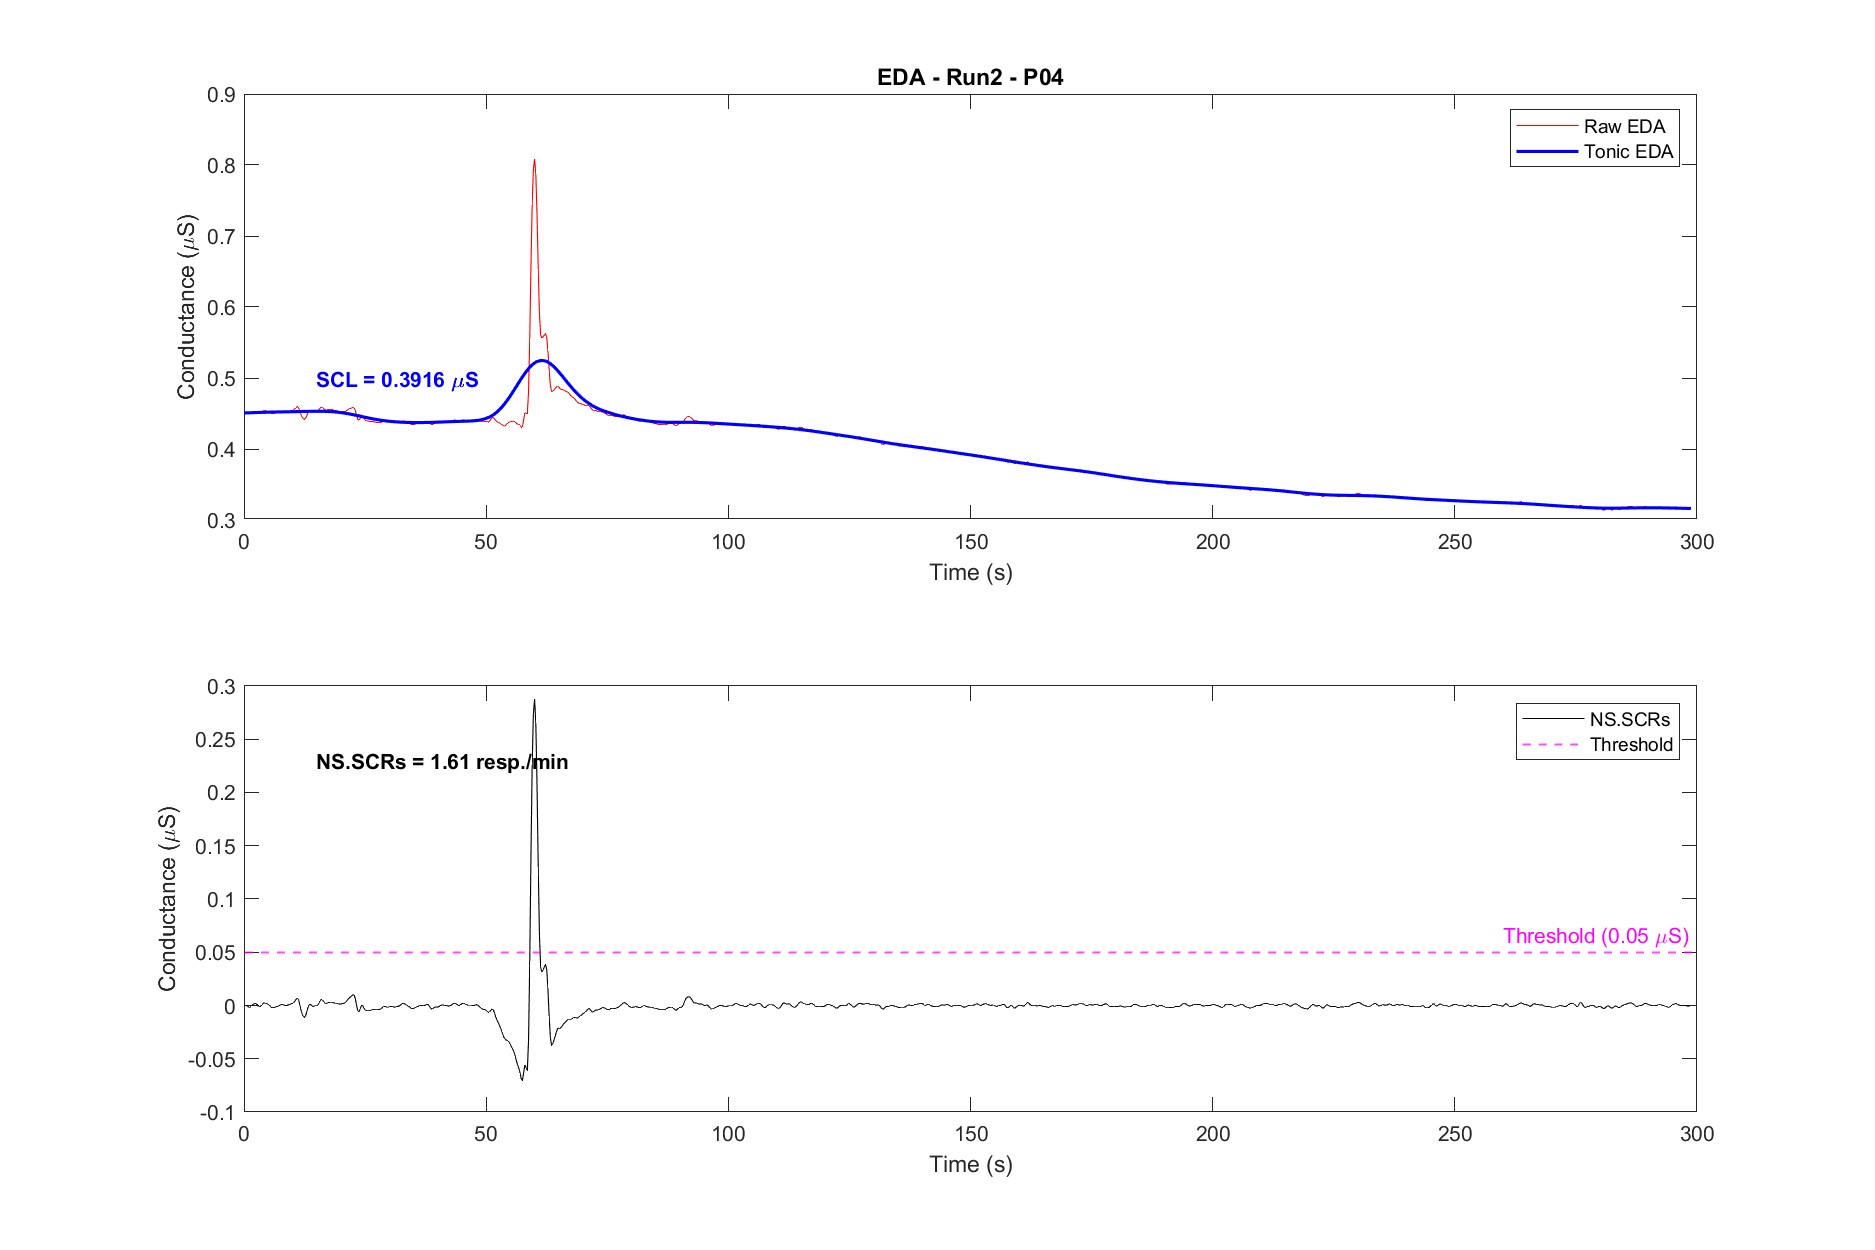 EDA - Run2 - P04
0.9
0.8
0.7
0.6
0.5
0.4
0.3
Conductance (μS)
Raw EDA
Tonic EDA
SCL = 0.3916 μS
0 50 100 150 200 250 300
Time (s)
0.3
0.25
0.2
0.15
0.1
0.05
0
-0.05
-0.1
Conductance (μS)
NS.SCRs
Threshold
NS.SCRs = 1.61 resp./min
Threshold (0.05 μS)
0 50 100 150 200 250 300
Time (s)